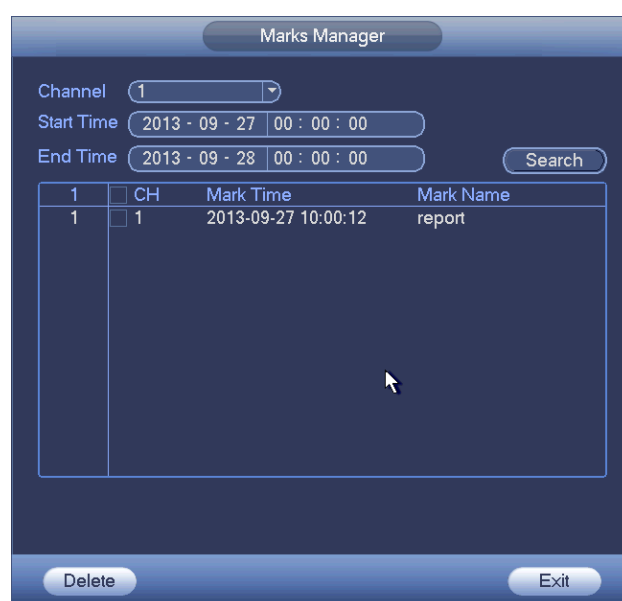 Marks Manager
Channel 1
Start Time 2013 - 09 - 27 00 : 00 : 00
End Time 2013 - 09 - 28 00 : 00 : 00
Search
1 CH Mark Time Mark Name
1 1 2013-09-27 10:00:12 report
Delete Exit